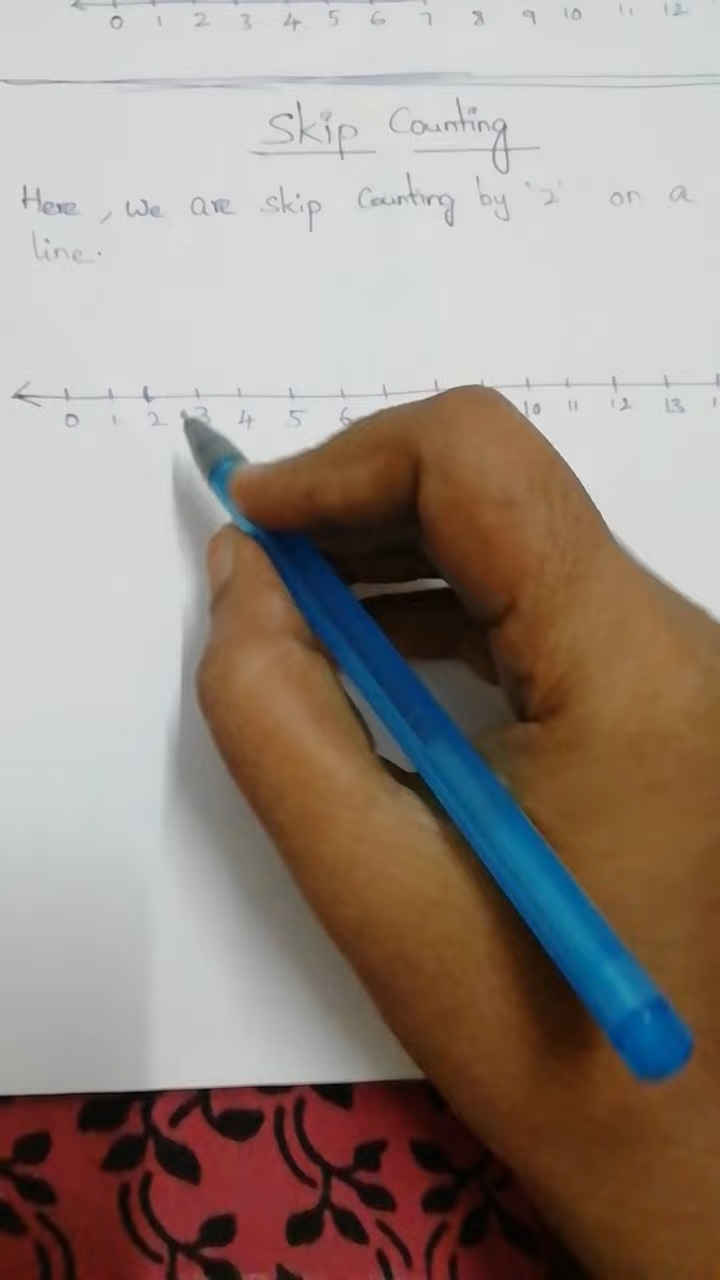 0 1 2 3 4 5 6 7 8 9 10 11 12
Skip Counting
Here, we are skip counting by '2' on a
line.
0 1 2 3 4 5 6 10 11 12 13